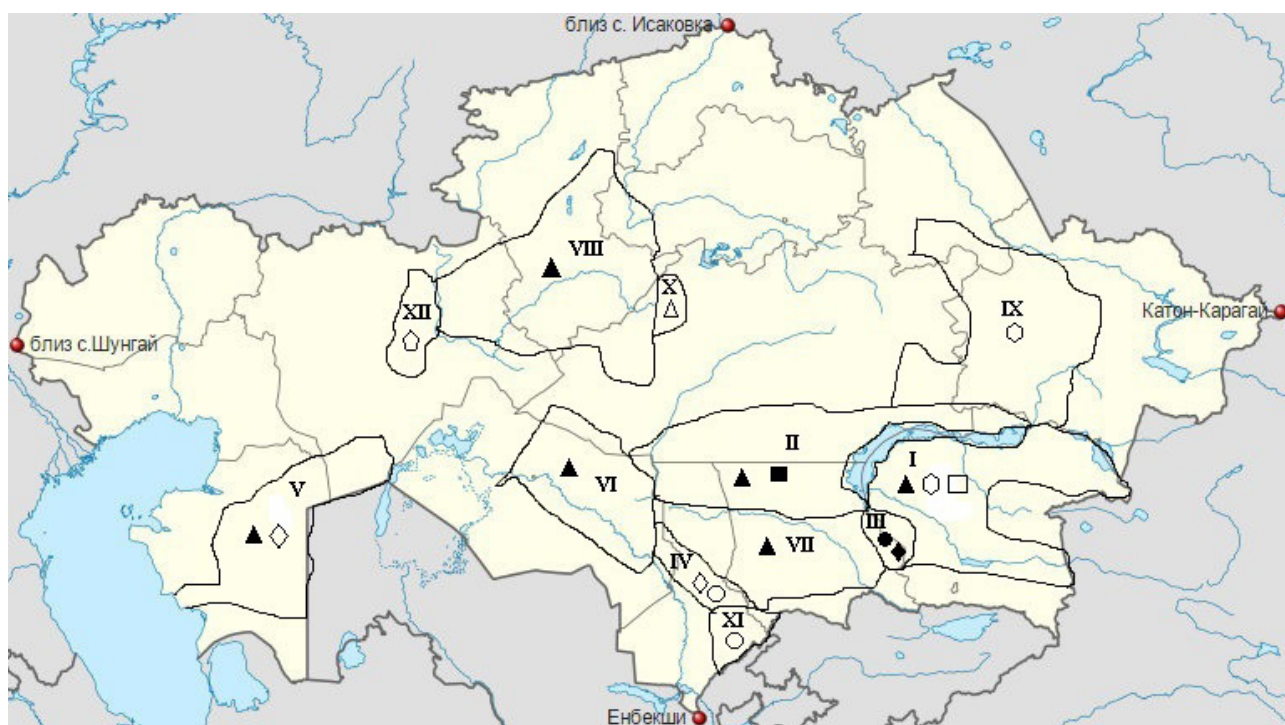 близ с. Исаковка
VIII
X
XII
IX
Катон-Карагай
близ с.Шунгай
II
I
V
VI
III
VII
IV
XI
Енбекши